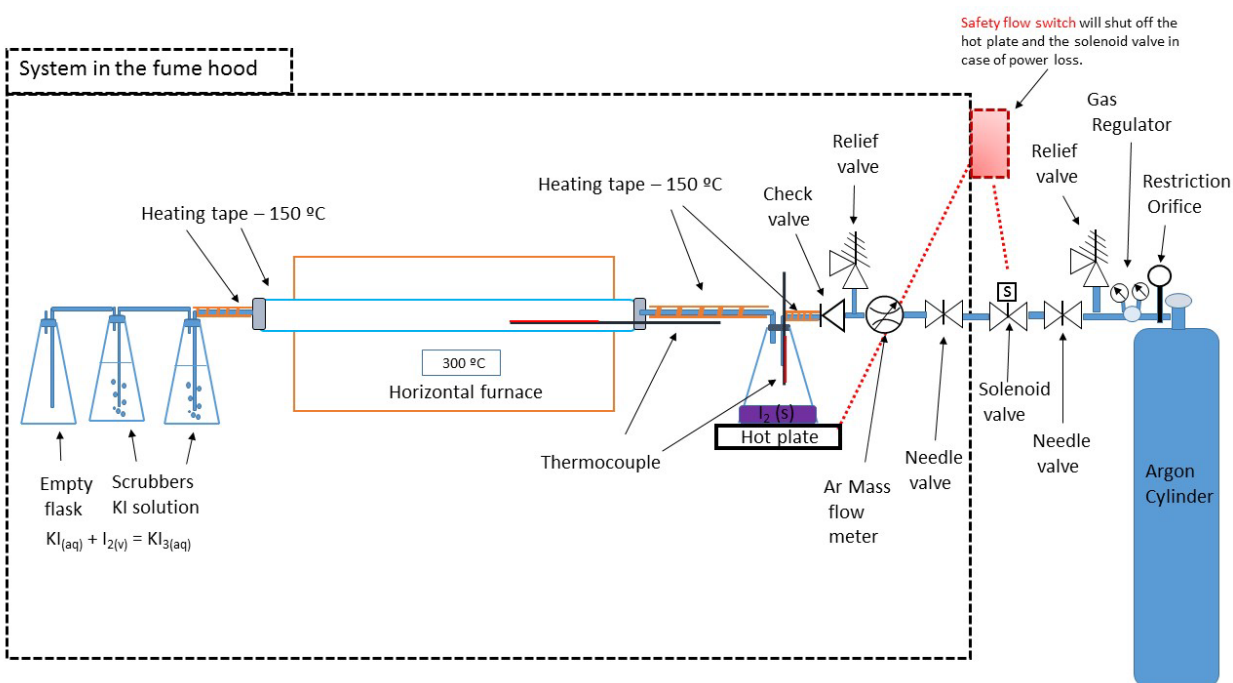 Safety flow switch will shut off the
hot plate and the solenoid valve in
case of power loss.
System in the fume hood
Gas
Regulator
Relief
valve
Relief
valve
Restriction
Orifice
Heating tape – 150 ºC
Check
valve
Heating tape – 150 ºC
S
300 ºC
Horizontal furnace
Solenoid
valve
I2 (s)
Hot plate
Needle
valve
Thermocouple
Needle
valve
Argon
Cylinder
Empty
flask
Scrubbers
KI solution
Ar Mass
flow
meter
KI(aq) + I2(v) = KI3(aq)